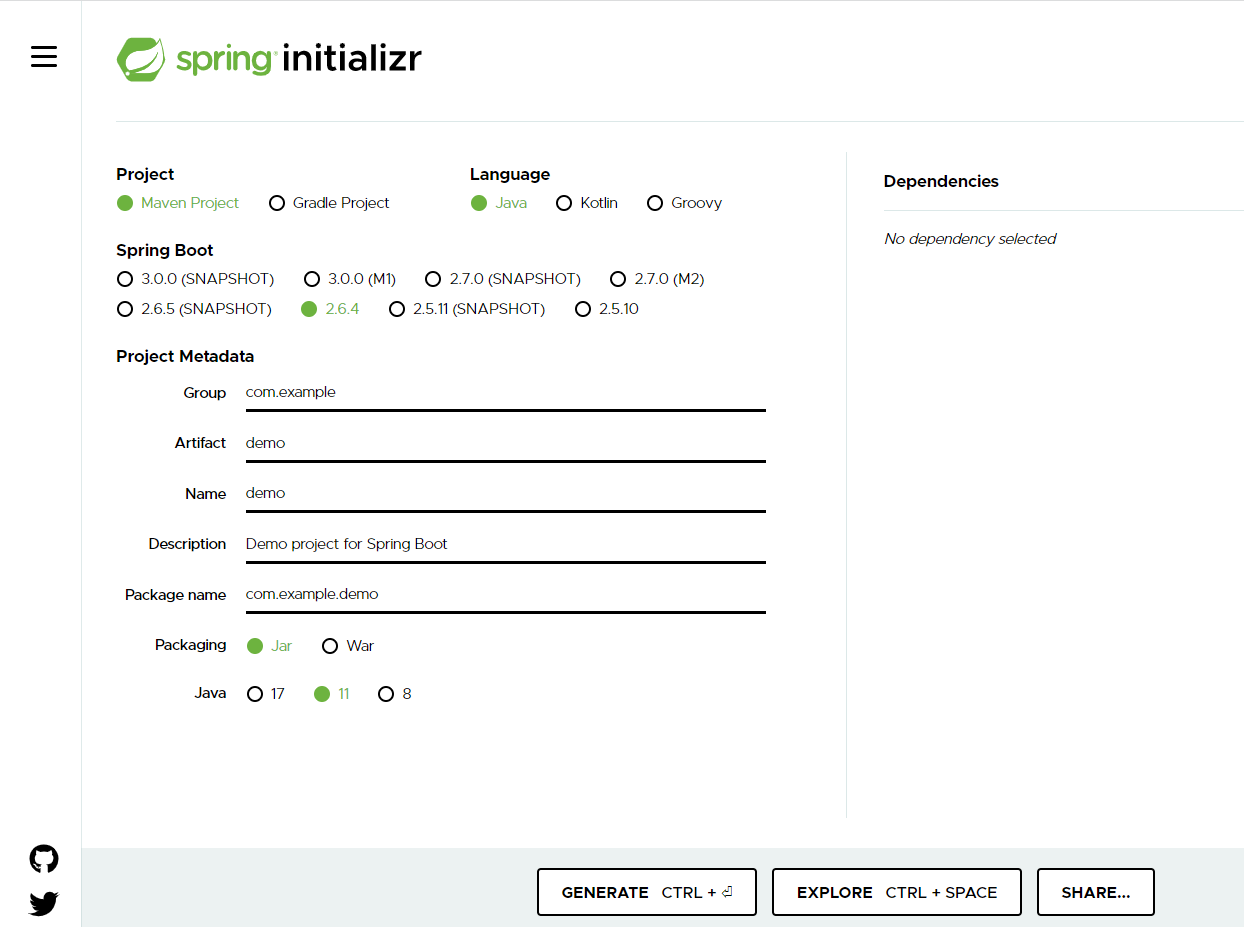 spring initializr
Project
Maven Project Gradle Project
Language
Java Kotlin Groovy
Spring Boot
3.0.0 (SNAPSHOT) 3.0.0 (M1) 2.7.0 (SNAPSHOT) 2.7.0 (M2)
2.6.5 (SNAPSHOT) 2.6.4 2.5.11 (SNAPSHOT) 2.5.10
Project Metadata
Group com.example
Artifact demo
Name demo
Description Demo project for Spring Boot
Package name com.example.demo
Packaging Jar War
Java 17 11 8
Dependencies
No dependency selected
GENERATE CTRL + ⏎ EXPLORE CTRL + SPACE SHARE...